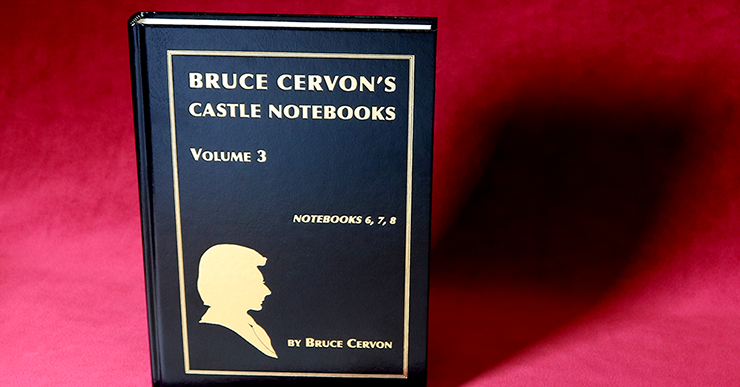 BRUCE CERVON'S
CASTLE NOTEBOOKS
VOLUME 3
NOTEBOOKS 6, 7, 8
BY BRUCE CERVON